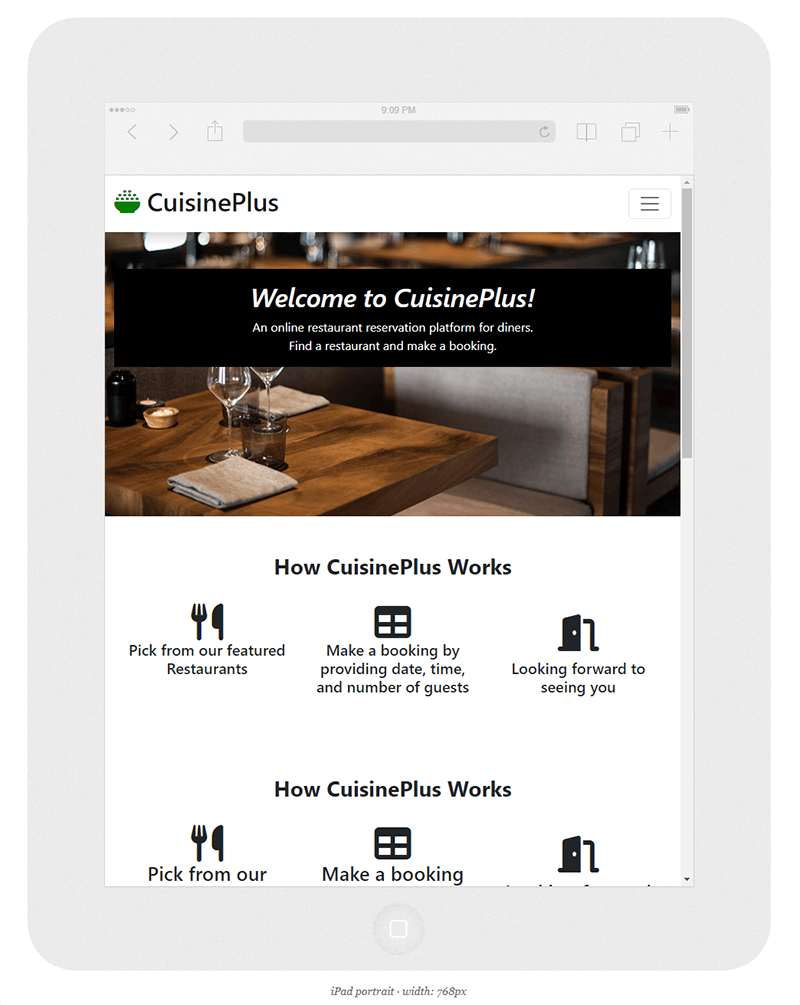 9:09 PM
CuisinePlus
Welcome to CuisinePlus!
An online restaurant reservation platform for diners.
Find a restaurant and make a booking.
How CuisinePlus Works
Pick from our featured
Restaurants
Make a booking by
providing date, time,
and number of guests
Looking forward to
seeing you
How CuisinePlus Works
Pick from our
Make a booking
iPad portrait · width: 768px